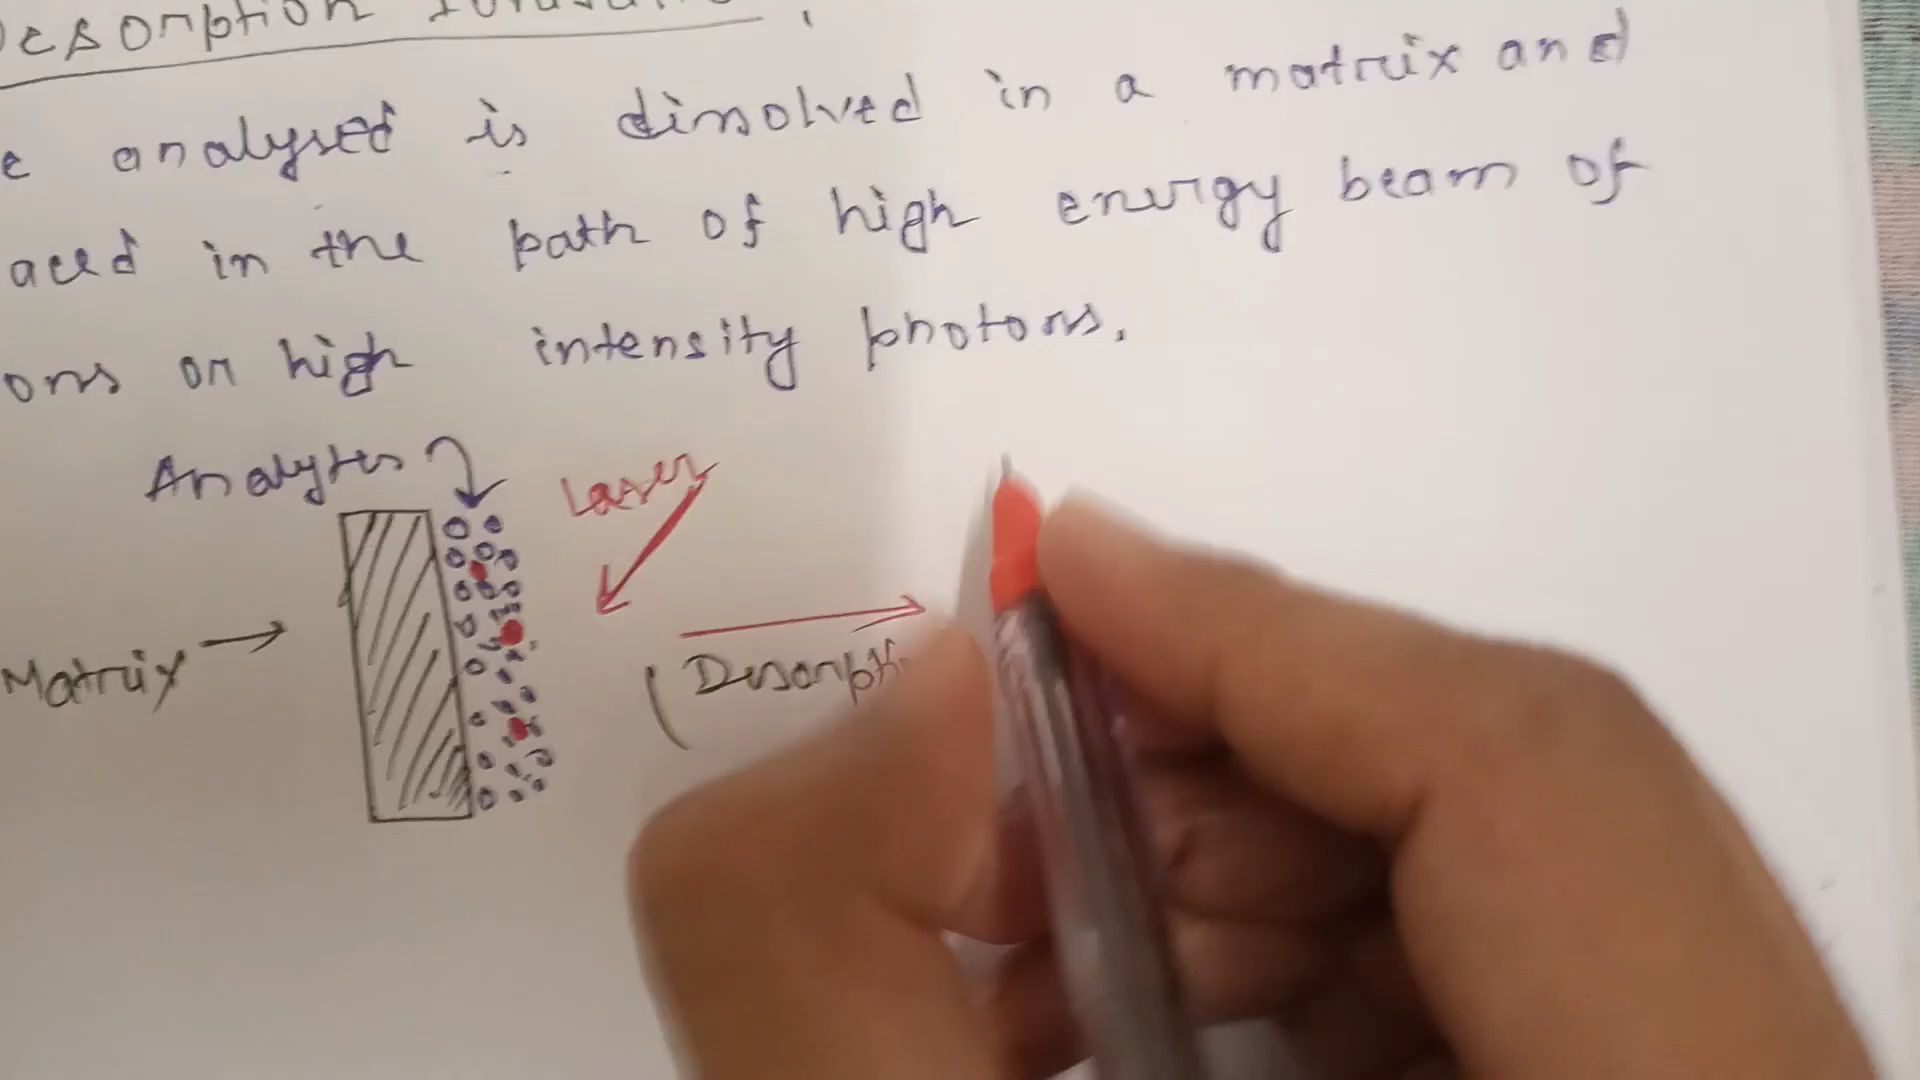 Desorption
e analysed is dissolved in a matrix and
aced in the path of high energy beam of
ons or high intensity photons.
Analytes
Laser
Matrix
(Desorpti